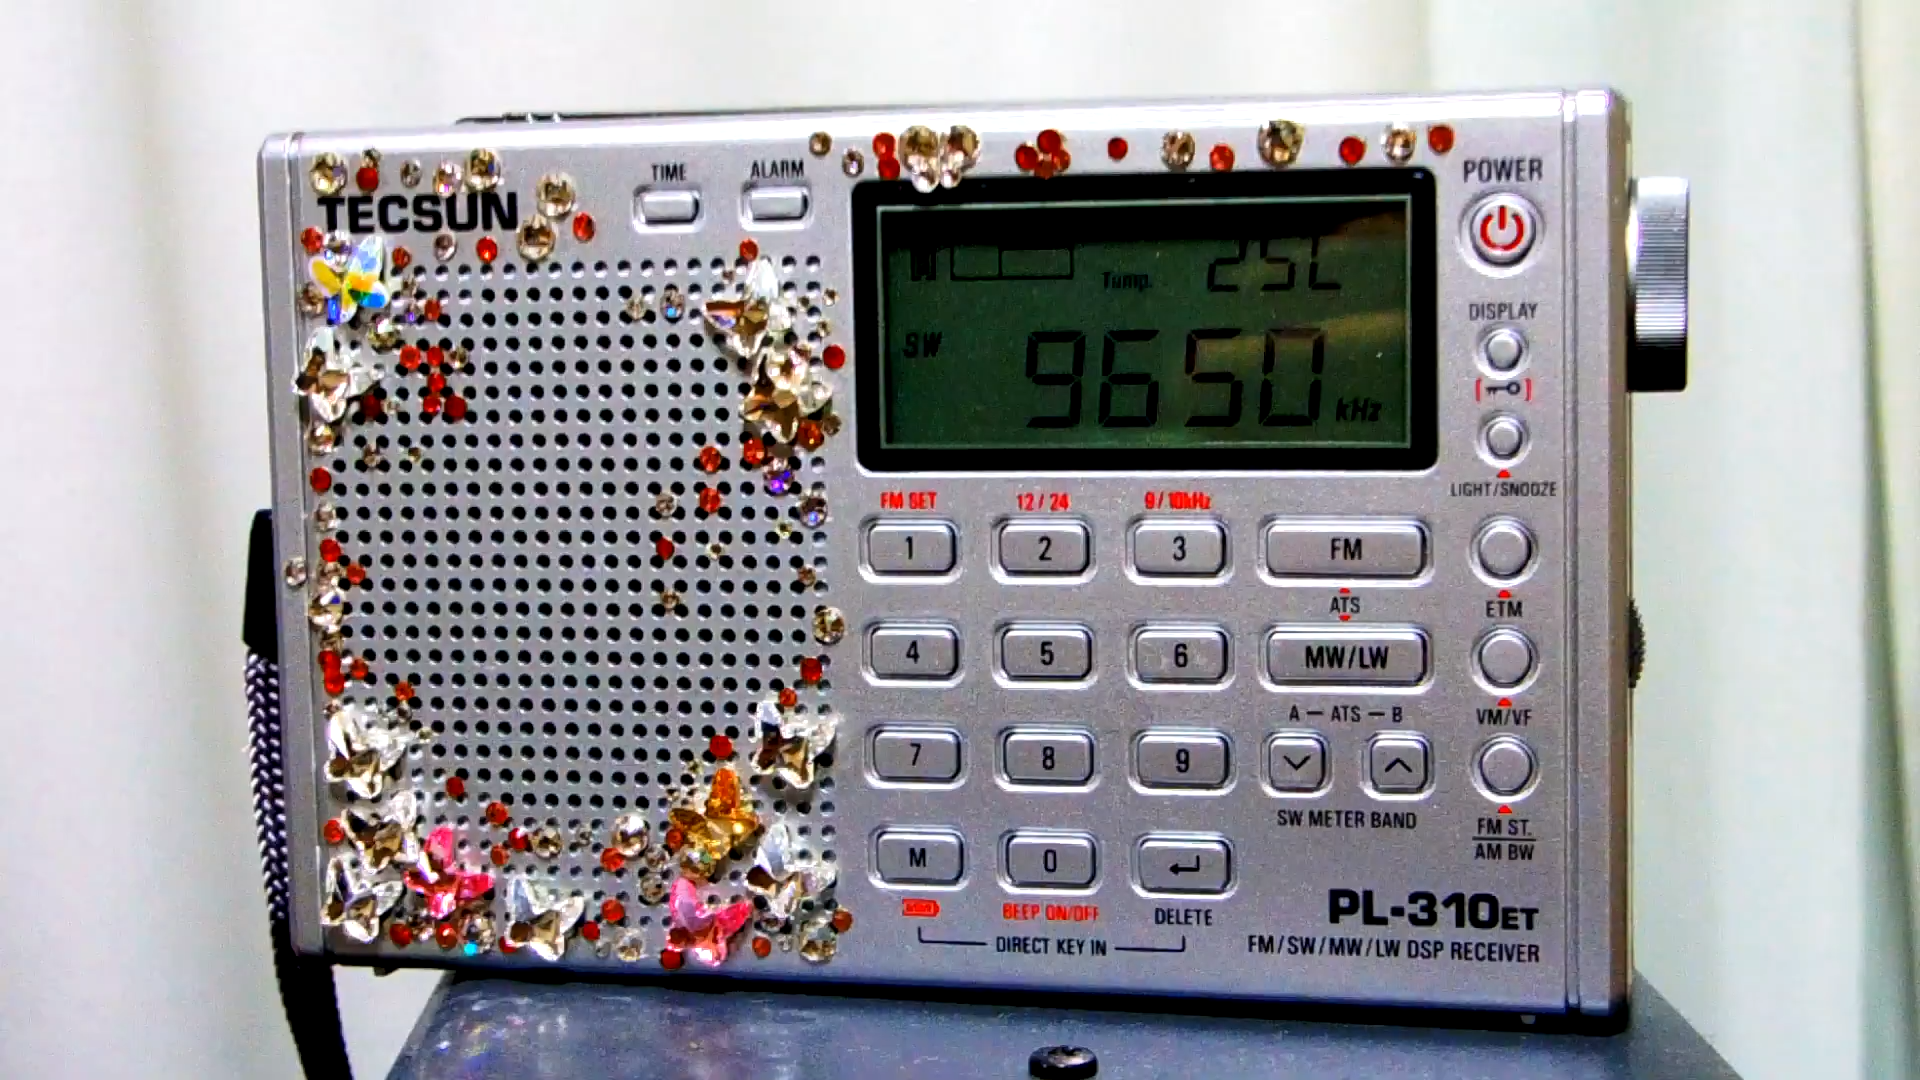 TIME
ALARM
POWER
TECSUN
Temp. 25C
DISPLAY
SW 9650 kHz
LIGHT/SNOOZE
FM SET
12/24
9/10kHz
1
2
3
FM
ATS
ETM
4
5
6
MW/LW
A — ATS — B
VM/VF
7
8
9
SW METER BAND
FM ST.
AM BW
M
0
BEEP ON/OFF
DELETE
DIRECT KEY IN
PL-310ET
FM/SW/MW/LW DSP RECEIVER